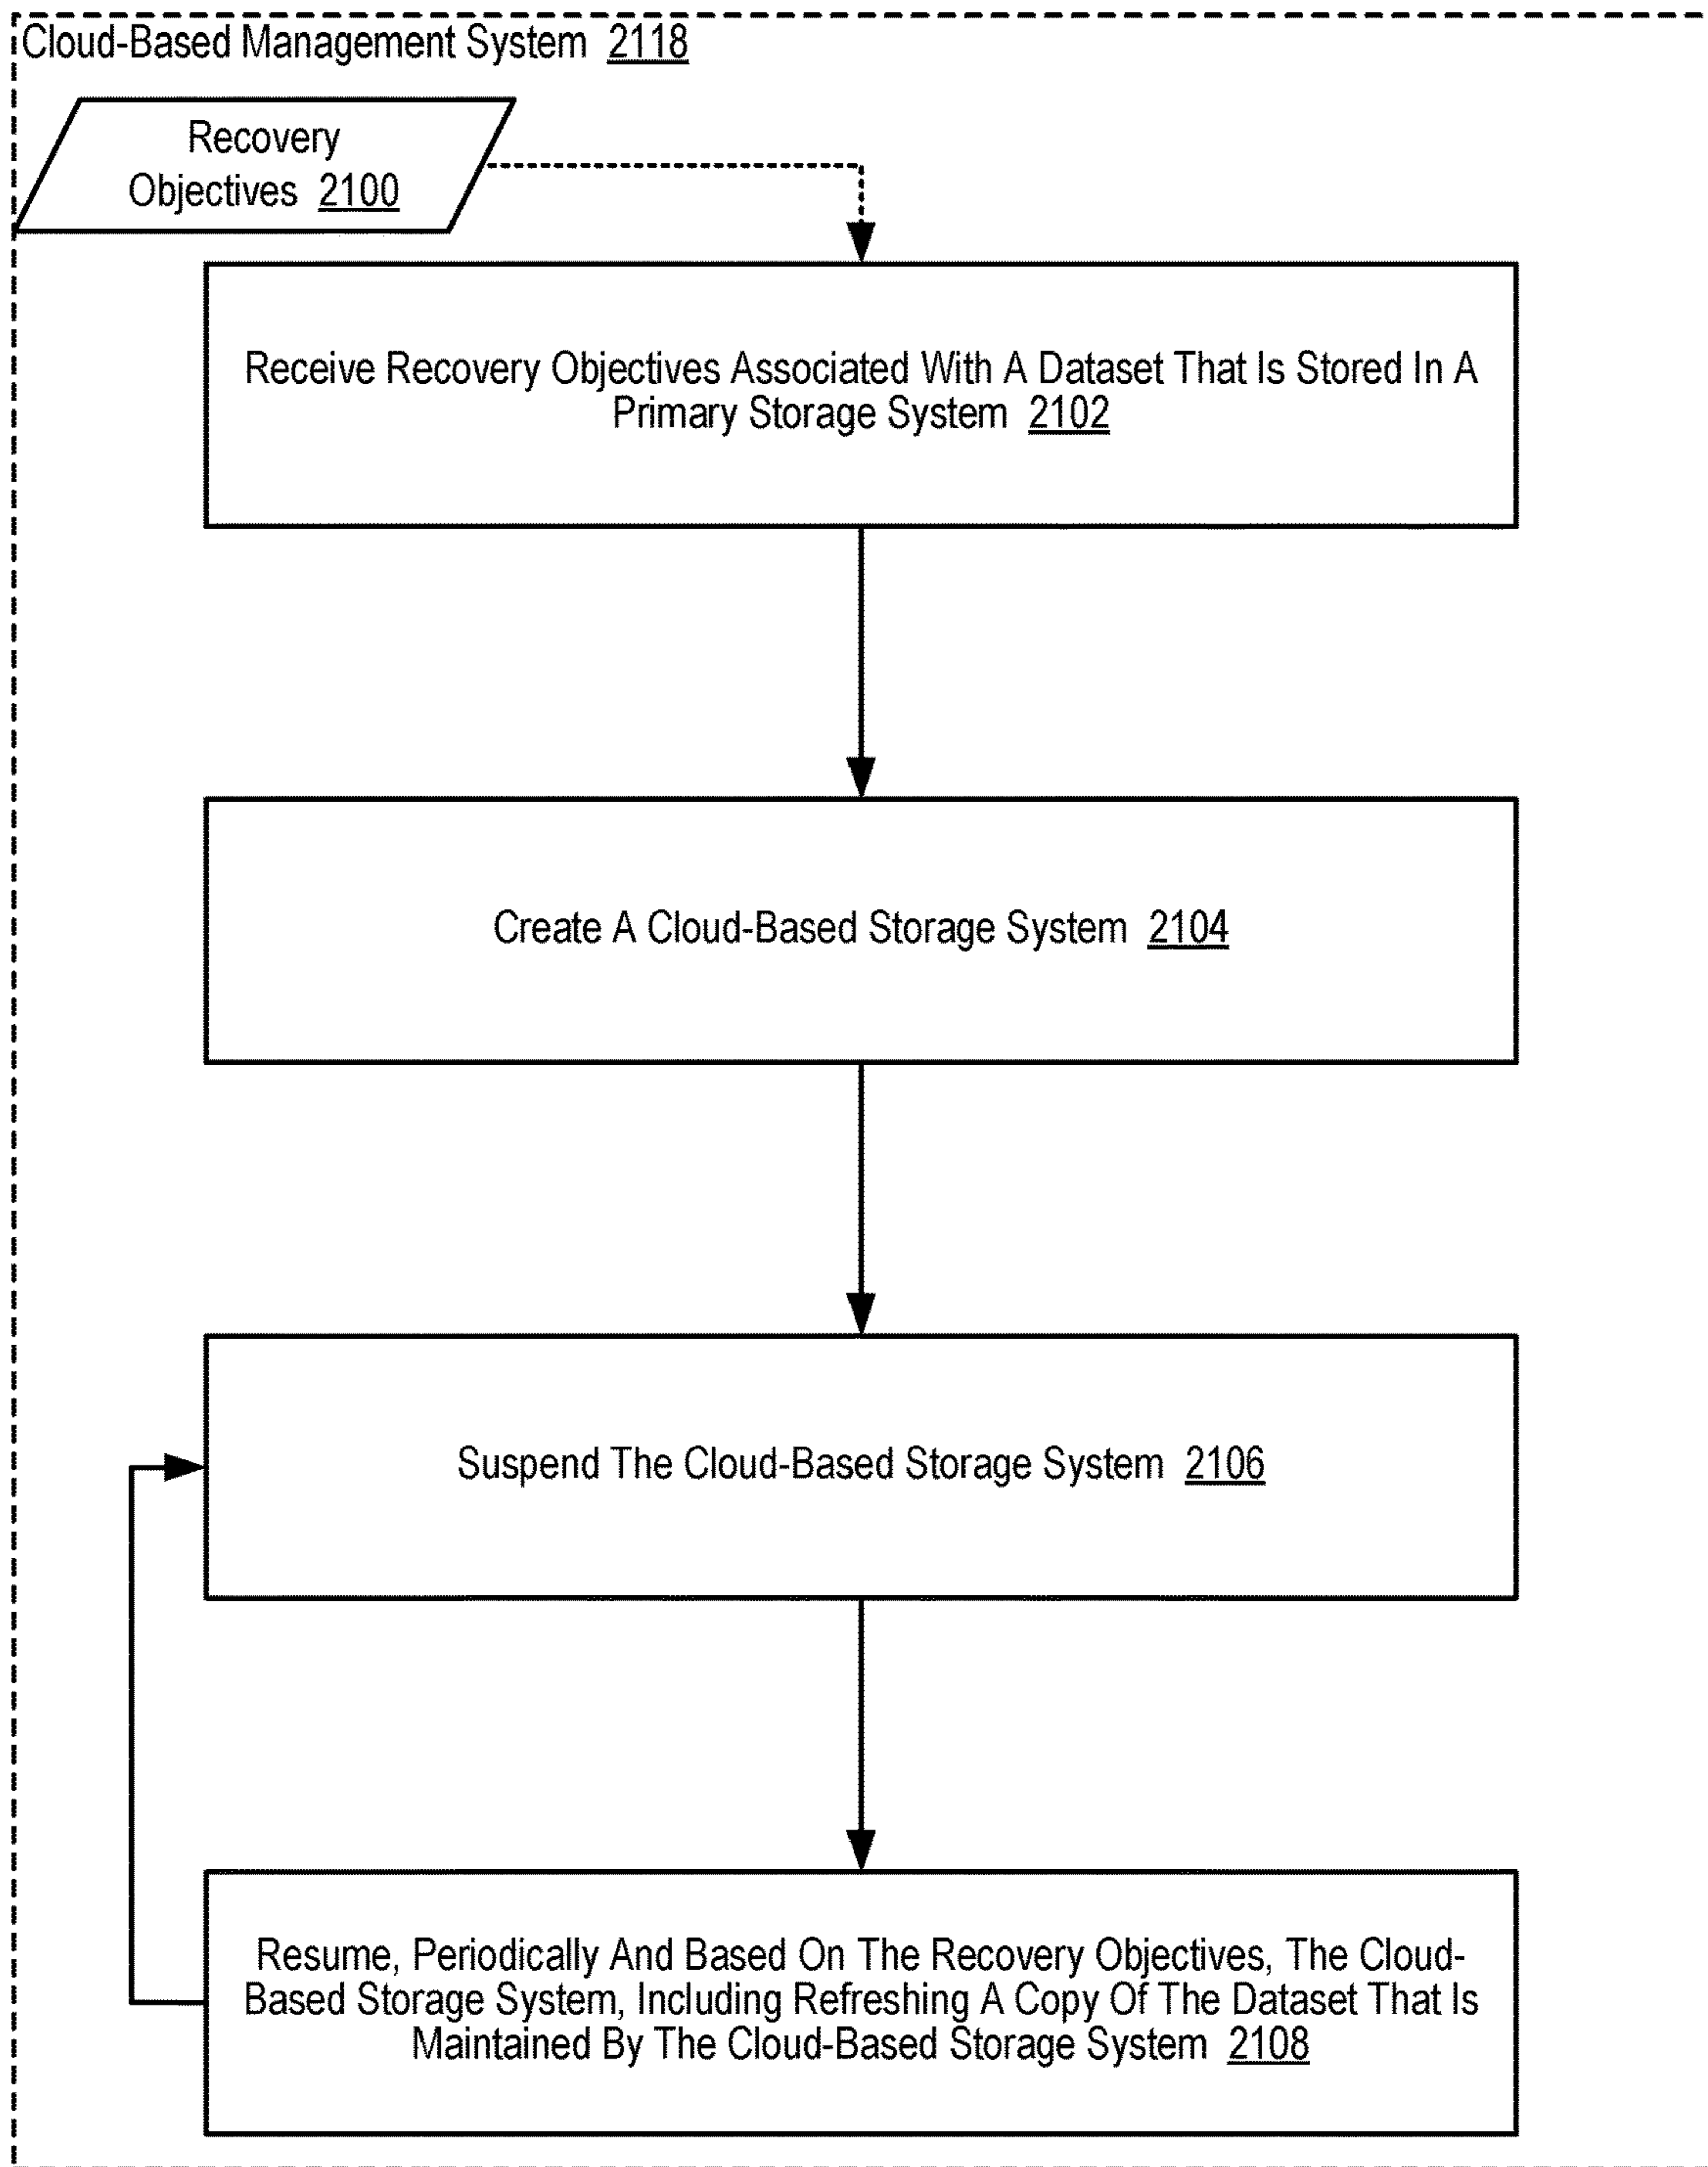 Cloud-Based Management System 2118
Recovery
Objectives 2100
Receive Recovery Objectives Associated With A Dataset That Is Stored In A
Primary Storage System 2102
Create A Cloud-Based Storage System 2104
Suspend The Cloud-Based Storage System 2106
Resume, Periodically And Based On The Recovery Objectives, The Cloud-
Based Storage System, Including Refreshing A Copy Of The Dataset That Is
Maintained By The Cloud-Based Storage System 2108